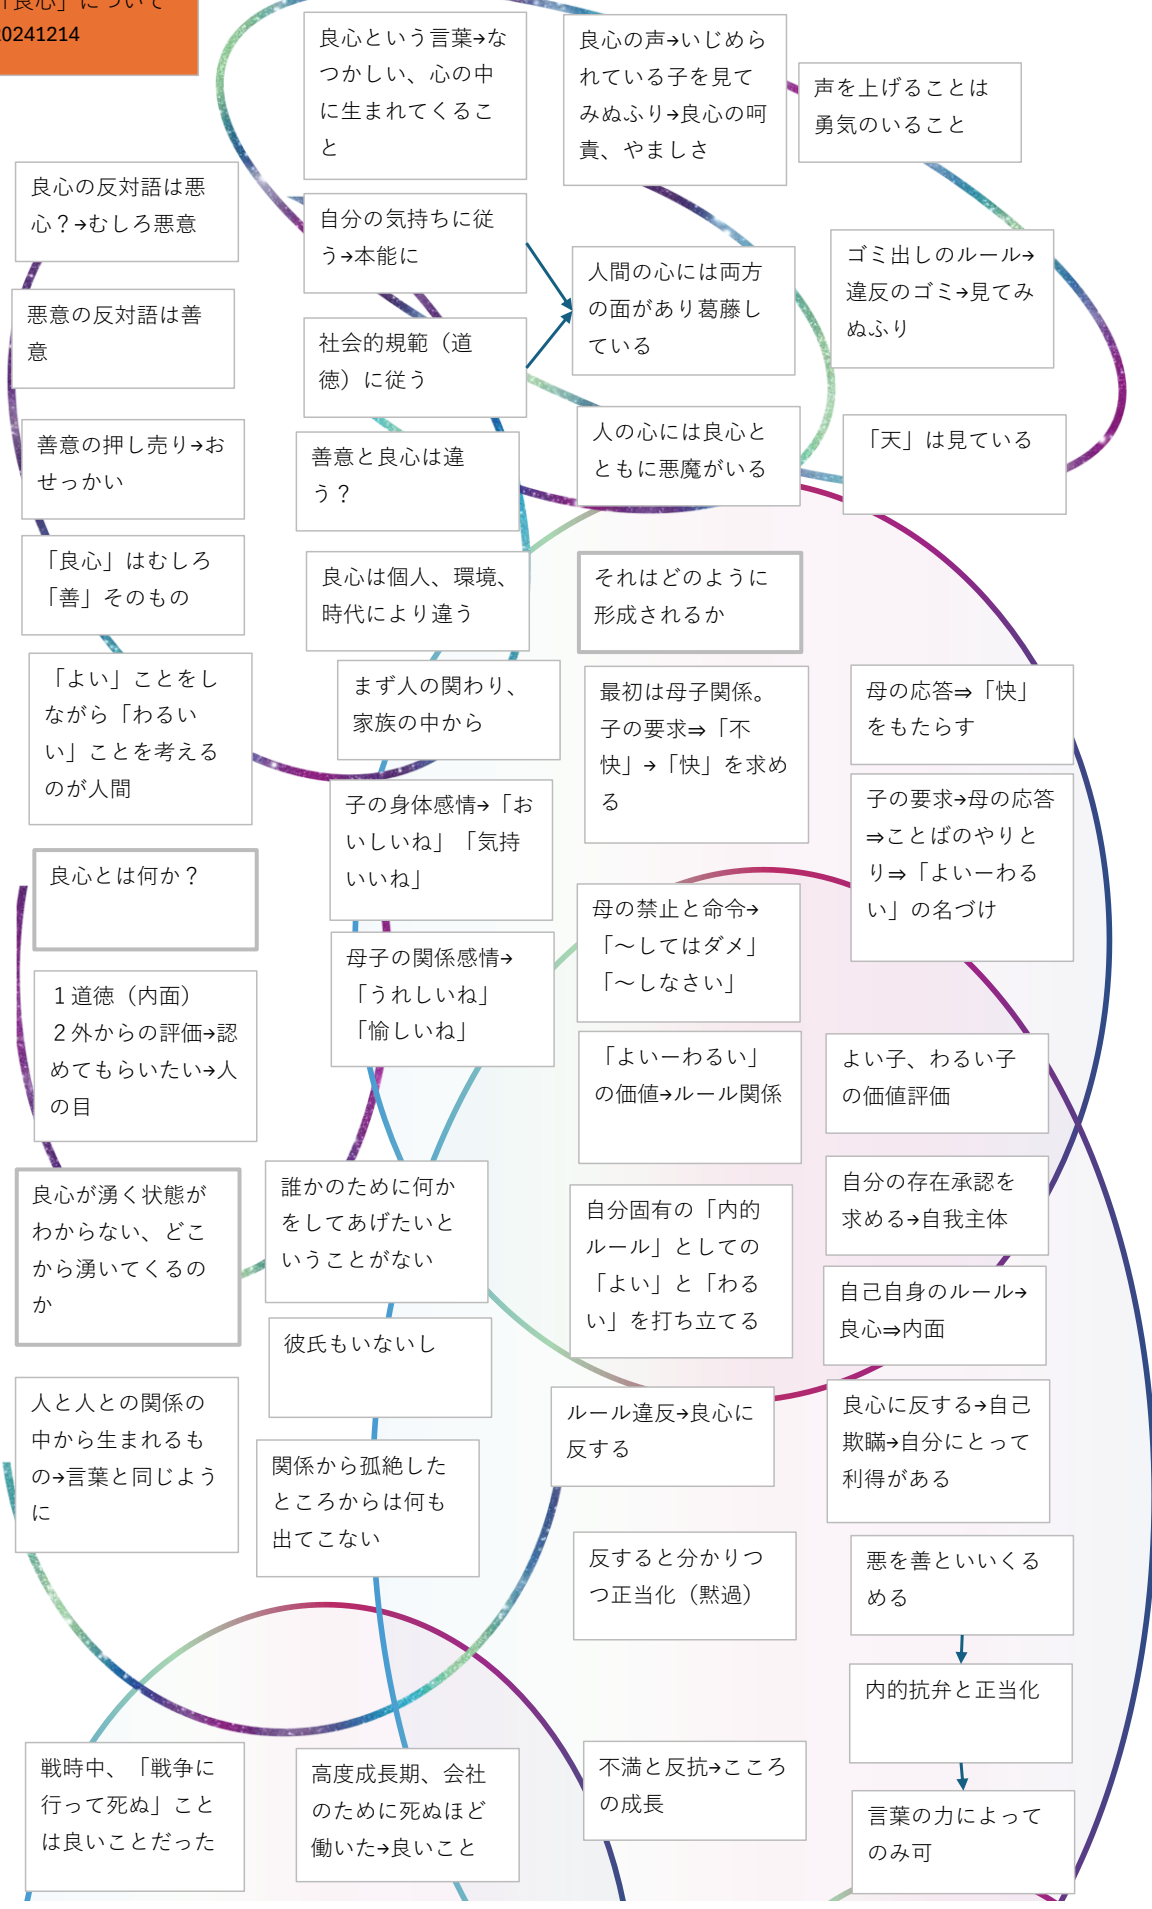 「良心」について
20241214
良心という言葉→な
つかしい、心の中
に生まれてくるこ
と
良心の声→いじめら
れている子を見て
みぬふり→良心の呵
責、やましさ
声を上げることは
勇気のいること
良心の反対語は悪
心？→むしろ悪意
自分の気持ちに従
う→本能に
人間の心には両方
の面があり葛藤し
ている
ゴミ出しのルール→
違反のゴミ→見てみ
ぬふり
悪意の反対語は善
意
社会的規範（道
徳）に従う
人の心には良心と
ともに悪魔がいる
「天」は見ている
善意の押し売り→お
せっかい
善意と良心は違
う？
「良心」はむしろ
「善」そのもの
良心は個人、環境、
時代により違う
それはどのように
形成されるか
「よい」ことをし
ながら「わるい
い」ことを考える
のが人間
まず人の関わり、
家族の中から
最初は母子関係。
子の要求⇒「不
快」→「快」を求め
る
母の応答⇒「快」
をもたらす
子の身体感情→「お
いしいね」「気持
いいね」
子の要求→母の応答
⇒ことばのやりと
り⇒「よいーわる
い」の名づけ
良心とは何か？
母の禁止と命令→
「～してはダメ」
「～しなさい」
母子の関係感情→
「うれしいね」
「愉しいね」
１道徳（内面）
２外からの評価→認
めてもらいたい→人
の目
「よいーわるい」
の価値→ルール関係
よい子、わるい子
の価値評価
良心が湧く状態が
わからない、どこ
から湧いてくるの
か
誰かのために何か
をしてあげたいと
いうことがない
自分固有の「内的
ルール」としての
「よい」と「わる
い」を打ち立てる
自分の存在承認を
求める→自我主体
自己自身のルール→
良心⇒内面
彼氏もいないし
人と人との関係の
中から生まれるも
の→言葉と同じよう
に
ルール違反→良心に
反する
良心に反する→自己
欺瞞→自分にとって
利得がある
関係から孤絶した
ところからは何も
出てこない
反すると分かりつ
つ正当化（黙過）
悪を善といいくる
める
内的抗弁と正当化
戦時中、「戦争に
行って死ぬ」こと
は良いことだった
高度成長期、会社
のために死ぬほど
働いた→良いこと
不満と反抗→こころ
の成長
言葉の力によって
のみ可